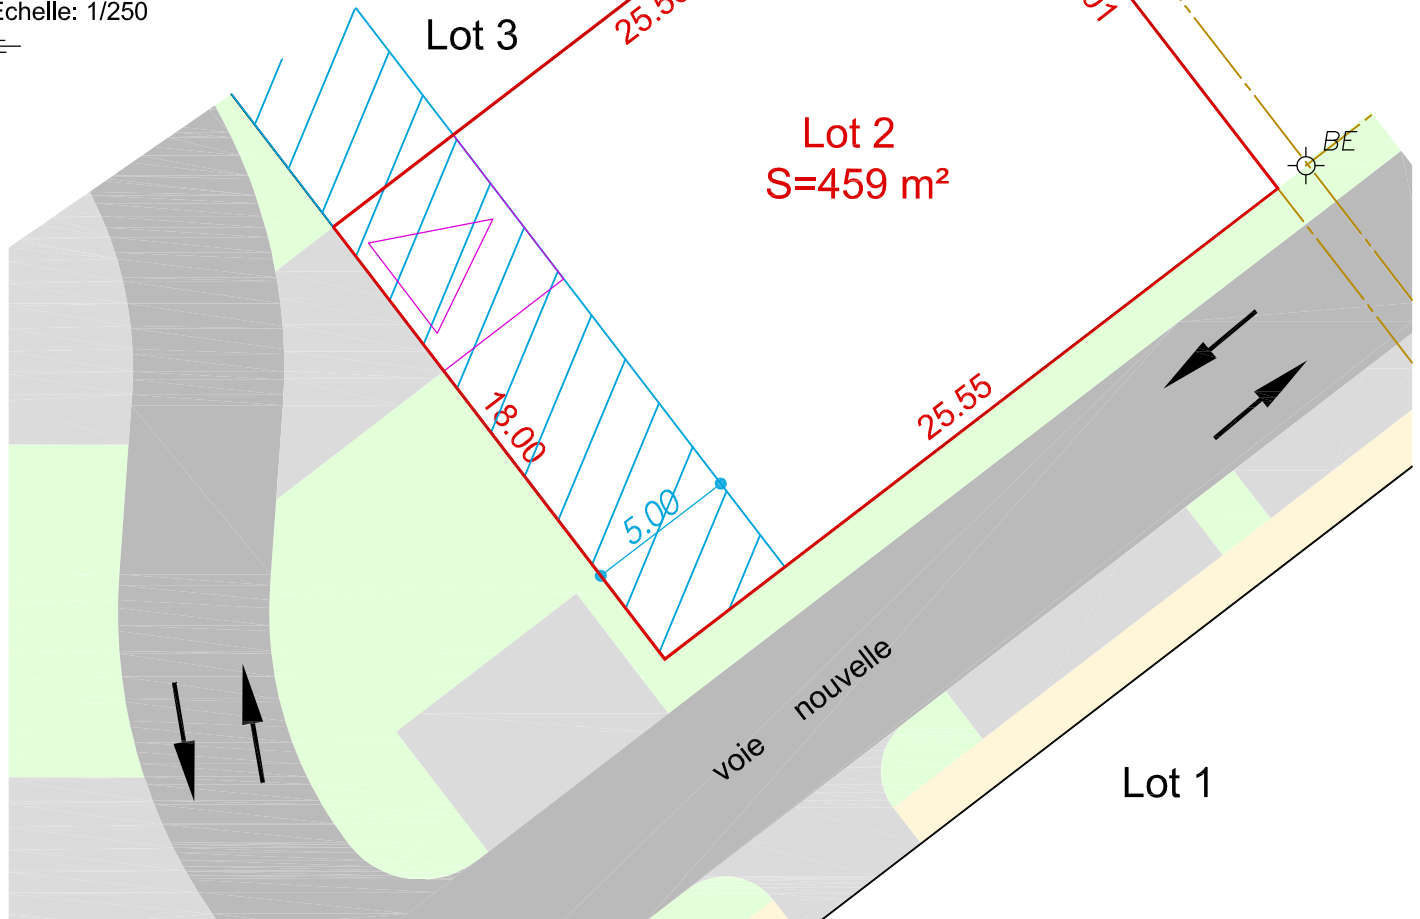 Echelle: 1/250
Lot 3
Lot 2
S=459 m²
BE
18.00
25.55
5.00
voie nouvelle
Lot 1